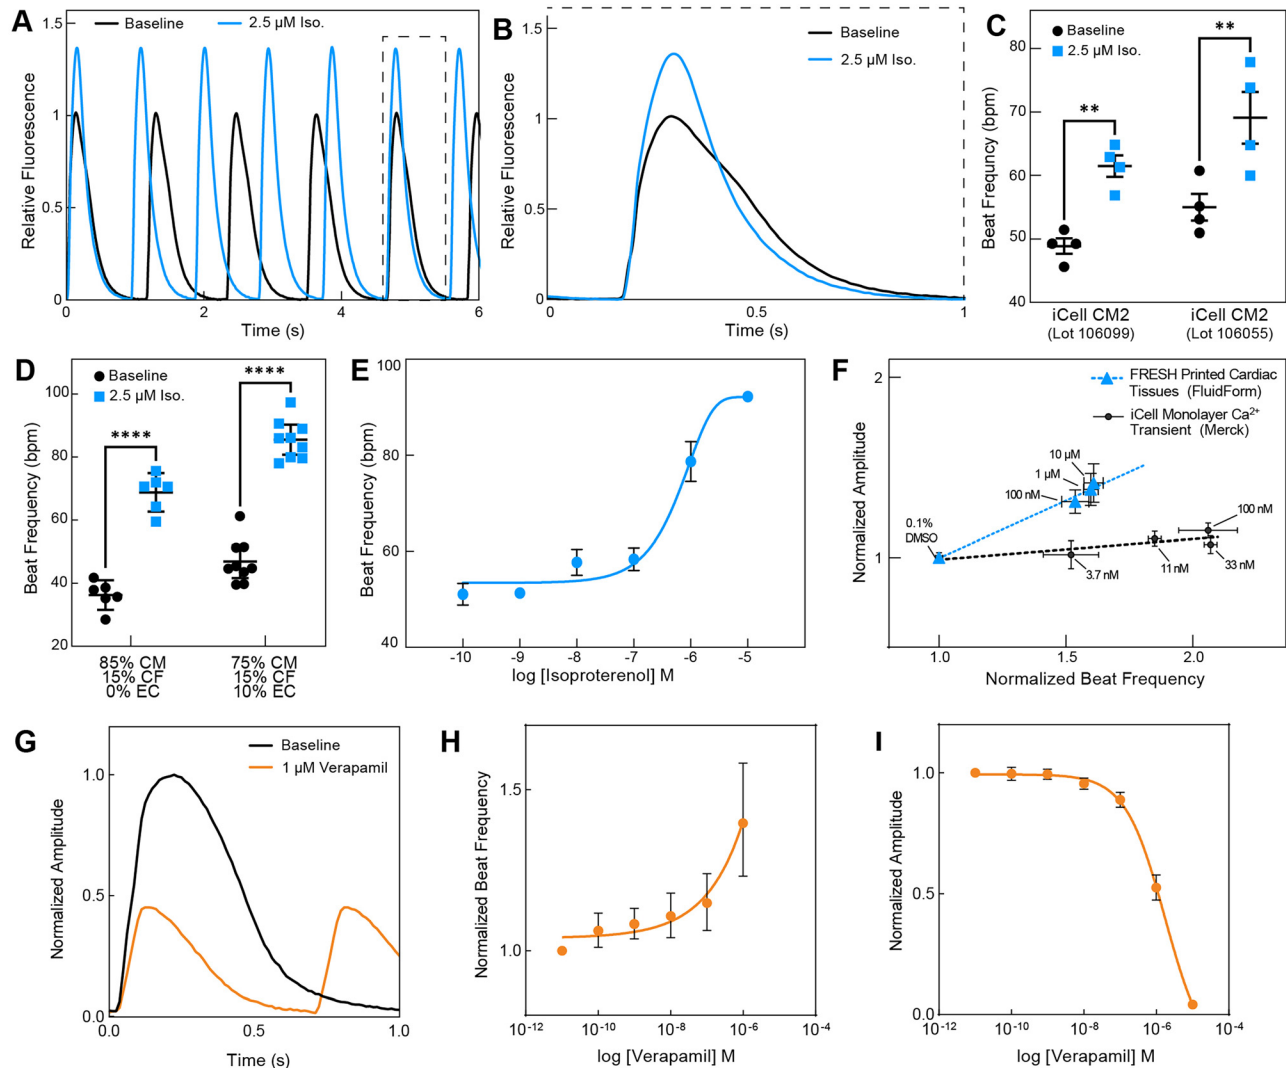 A
Baseline
2.5 µM Iso.
1.5
1
0.5
0
Relative Fluorescence
0
2
4
6
Time (s)
B
Baseline
2.5 µM Iso.
1.5
1
0.5
0
Relative Fluorescence
0.5
1
Time (s)
C
Baseline
2.5 µM Iso.
**
**
80
70
60
50
40
Beat Frequncy (bpm)
iCell CM2
(Lot 106099)
iCell CM2
(Lot 106055)
D
Baseline
2.5 µM Iso.
****
****
100
80
60
40
20
Beat Frequency (bpm)
85% CM
15% CF
0% EC
75% CM
15% CF
10% EC
E
100
80
60
40
Beat Frequency (bpm)
-10
-9
-8
-7
-6
-5
log [Isoproterenol] M
F
FRESH Printed Cardiac
Tissues (FluidForm)
iCell Monolayer Ca2+
Transient (Merck)
2
1
Normalized Amplitude
10 µM
1 µM
100 nM
0.1%
DMSO
100 nM
3.7 nM
11 nM
33 nM
1.0
1.5
2.0
Normalized Beat Frequency
G
Baseline
1 µM Verapamil
1.0
0.5
0.0
Normalized Amplitude
0.0
0.5
1.0
Time (s)
H
1.5
1.0
Normalized Beat Frequency
10-12
10-10
10-8
10-6
10-4
log [Verapamil] M
I
1.0
0.5
0.0
Normalized Amplitude
10-12
10-10
10-8
10-6
10-4
log [Verapamil] M